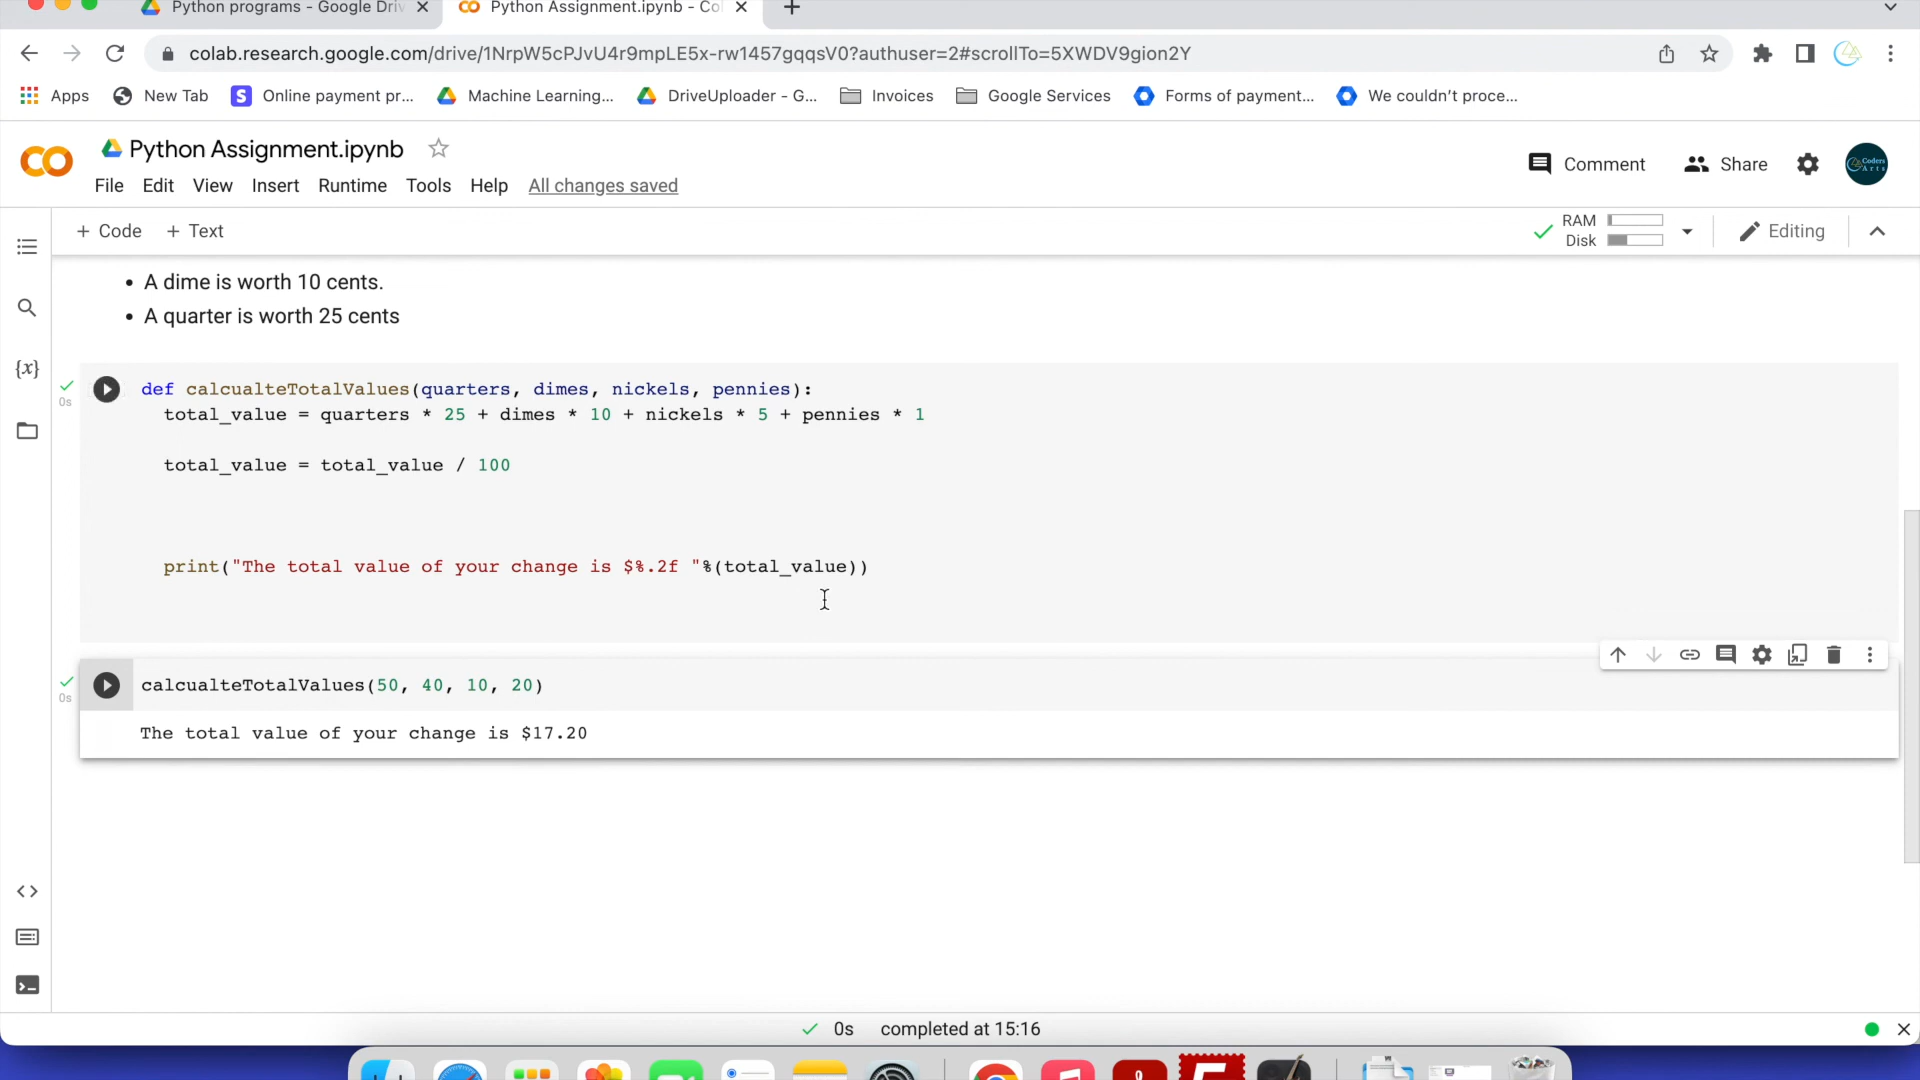 Python programs - Google Driv
Python Assignment.ipynb - Co
colab.research.google.com/drive/1NrpW5cPJvU4r9mpLE5x-rw1457gqqsV0?authuser=2#scrollTo=5XWDV9gion2Y
Apps New Tab S Online payment pr... Machine Learning... DriveUploader - G... Invoices Google Services Forms of payment... We couldn't proce...
Python Assignment.ipynb
Comment Share
Coders Arts
File Edit View Insert Runtime Tools Help All changes saved
+ Code + Text
RAM
Disk
Editing
• A dime is worth 10 cents.
• A quarter is worth 25 cents
{x}
0s
def calcualteTotalValues(quarters, dimes, nickels, pennies):
total_value = quarters * 25 + dimes * 10 + nickels * 5 + pennies * 1
total_value = total_value / 100
print("The total value of your change is $%.2f "%(total_value))
calcualteTotalValues(50, 40, 10, 20)
0s
The total value of your change is $17.20
0s completed at 15:16